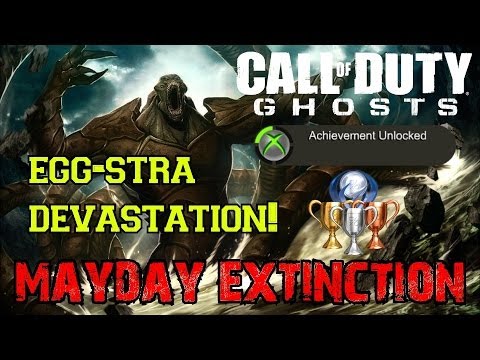 CALL OF DUTY
GHOSTS
Achievement Unlocked
EGG-STRA
DEVASTATION!
MAYDAY EXTINCTION